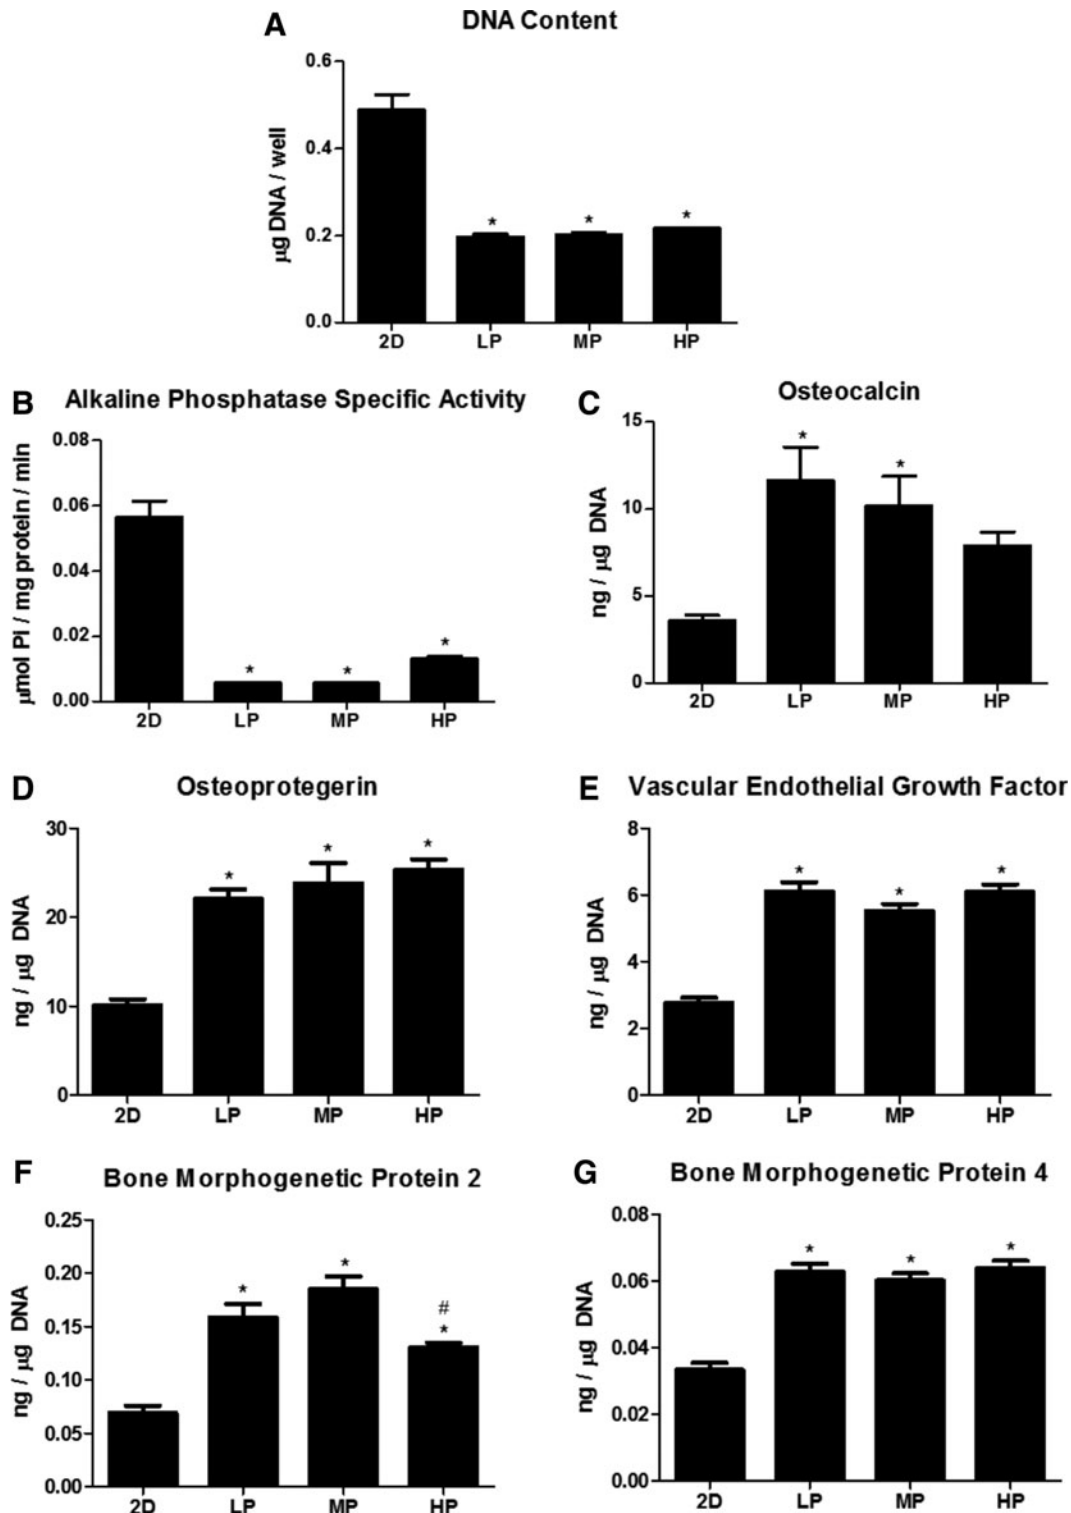 A
DNA Content
μg DNA / well
0.6
0.4
0.2
0.0
*
*
*
2D
LP
MP
HP
B
Alkaline Phosphatase Specific Activity
μmol Pi / mg protein / min
0.08
0.06
0.04
0.02
0.00
*
*
*
2D
LP
MP
HP
C
Osteocalcin
ng / μg DNA
15
10
5
0
*
*
2D
LP
MP
HP
D
Osteoprotegerin
ng / μg DNA
30
20
10
0
*
*
*
2D
LP
MP
HP
E
Vascular Endothelial Growth Factor
ng / μg DNA
8
6
4
2
0
*
*
*
2D
LP
MP
HP
F
Bone Morphogenetic Protein 2
ng / μg DNA
0.25
0.20
0.15
0.10
0.05
0.00
*
*
#
*
2D
LP
MP
HP
G
Bone Morphogenetic Protein 4
ng / μg DNA
0.08
0.06
0.04
0.02
0.00
*
*
*
2D
LP
MP
HP